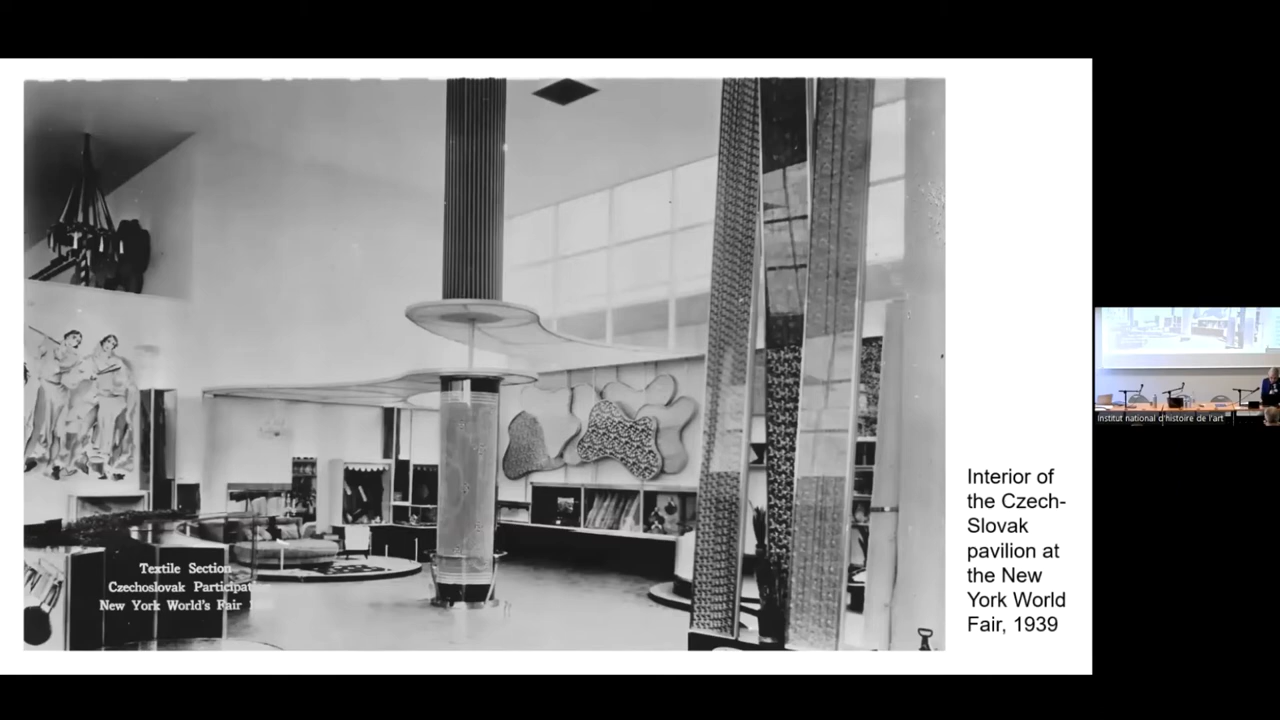 Textile Section
Czechoslovak Participat
New York World's Fair
Interior of
the Czech-
Slovak
pavilion at
the New
York World
Fair, 1939
Institut national d'histoire de l'art